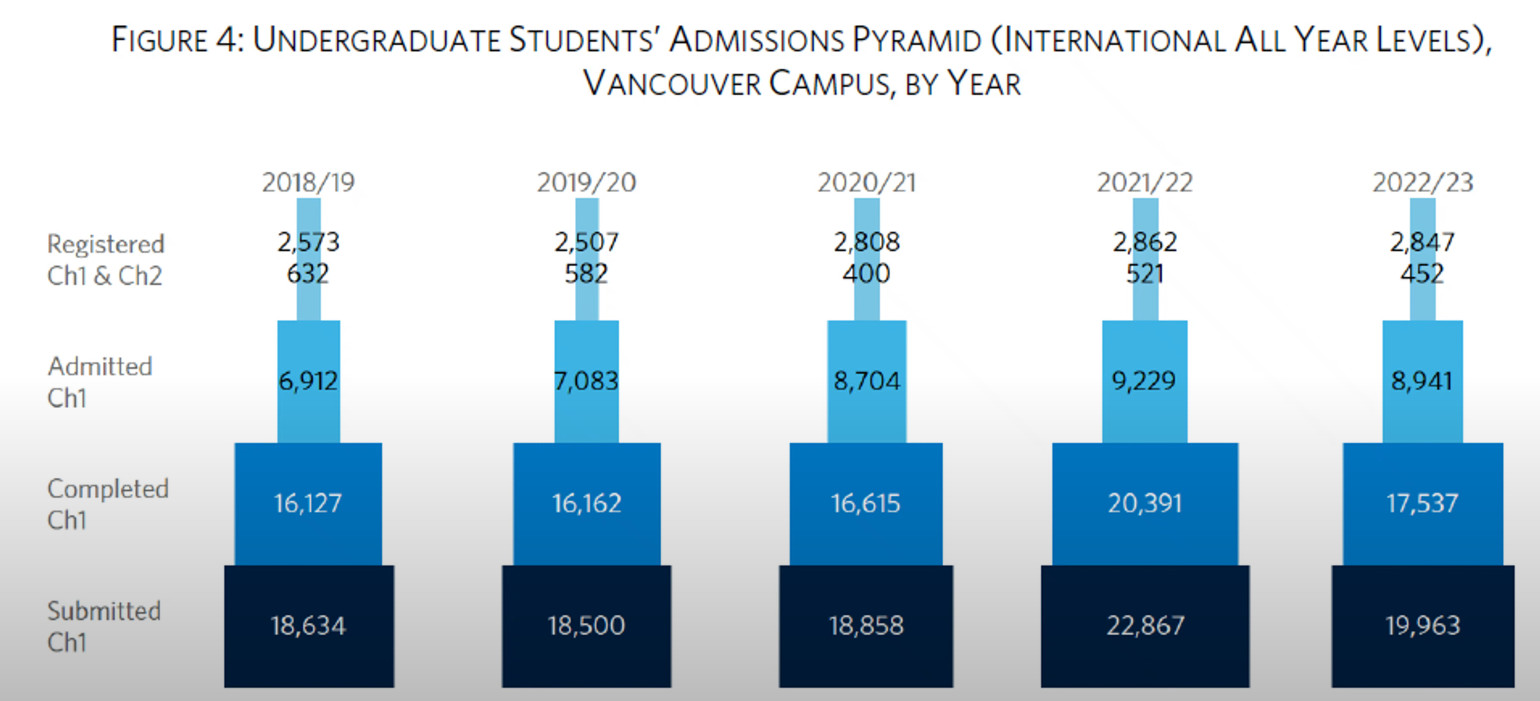 FIGURE 4: UNDERGRADUATE STUDENTS' ADMISSIONS PYRAMID (INTERNATIONAL ALL YEAR LEVELS),
VANCOUVER CAMPUS, BY YEAR
2018/19 2019/20 2020/21 2021/22 2022/23
Registered 2,573 2,507 2,808 2,862 2,847
Ch1 & Ch2 632 582 400 521 452
Admitted
Ch1
6,912 7,083 8,704 9,229 8,941
Completed
Ch1
16,127 16,162 16,615 20,391 17,537
Submitted
Ch1
18,634 18,500 18,858 22,867 19,963